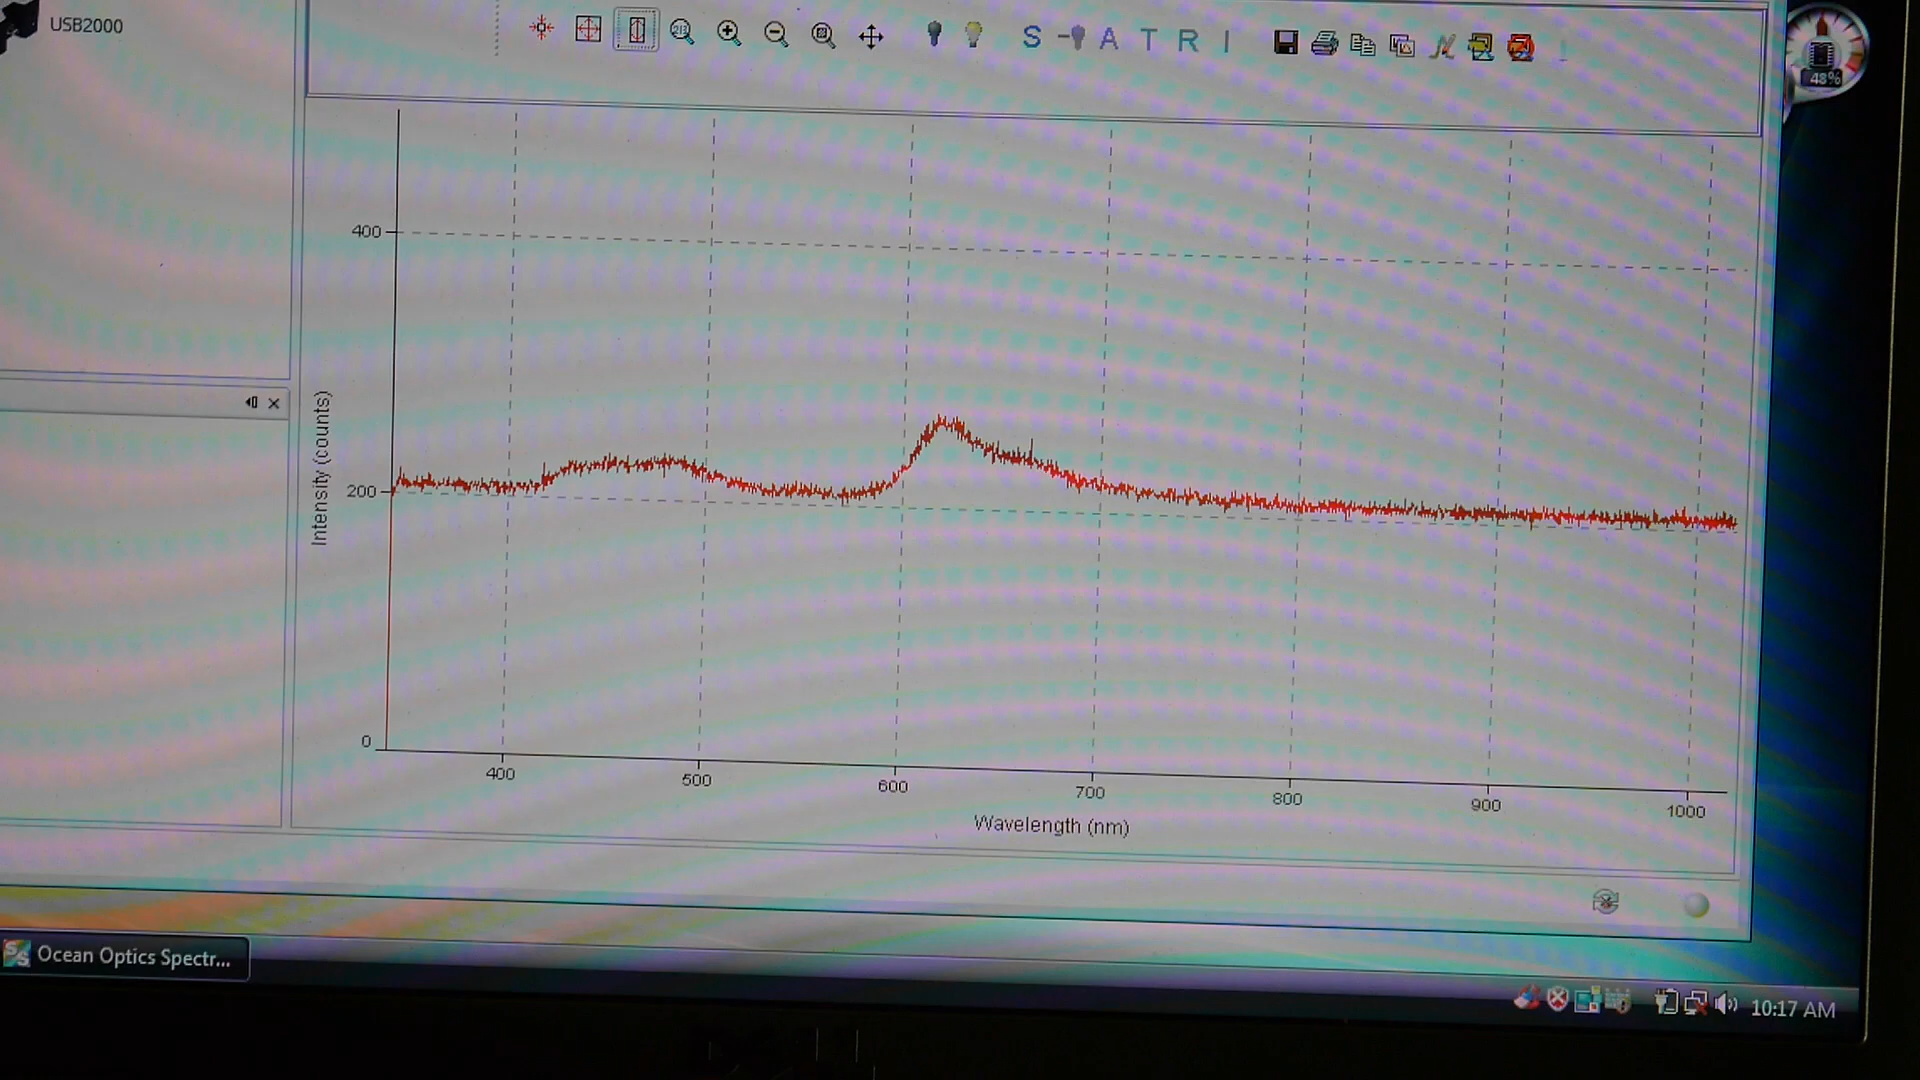 USB2000
S A T R I
48%
400
200
0
Intensity (counts)
400 500 600 700 800 900 1000
Wavelength (nm)
Ocean Optics Spectr...
10:17 AM